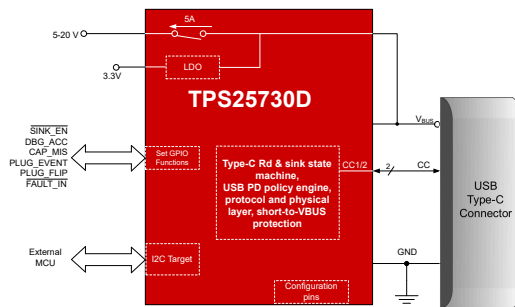 5A
5-20 V
LDO
3.3V
TPS25730D
VBUS
SINK_EN
DBG_ACC
CAP_MIS
PLUG_EVENT
PLUG_FLIP
FAULT_IN
Set GPIO
Functions
Type-C Rd & sink state
machine,
USB PD policy engine,
protocol and physical
layer, short-to-VBUS
protection
CC1/2
2
CC
USB
Type-C
Connector
External
MCU
I2C Target
GND
Configuration
pins